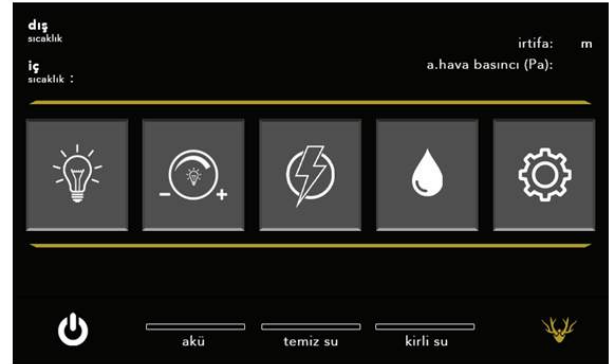 dış
sıcaklık
iç
sıcaklık :
irtifa: m
a.hava basıncı (Pa):
- +
akü
temiz su
kirli su